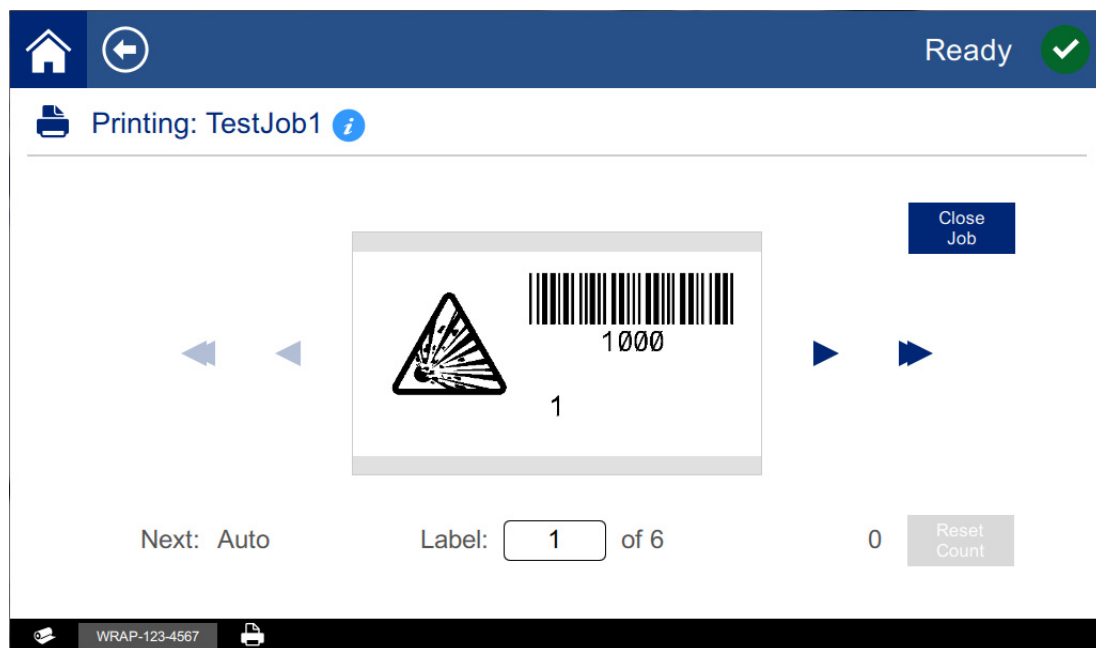 Ready
Printing: TestJob1 i
Close
Job
1000
1
Next: Auto
Label: 1 of 6
0
Reset
Count
WRAP-123-4567